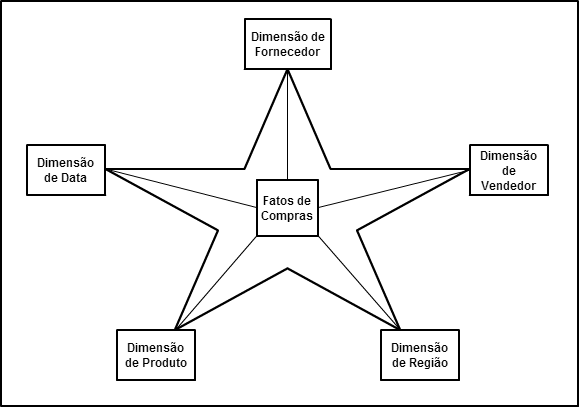 Dimensão de
Fornecedor
Dimensão
de Data
Dimensão
de
Vendedor
Fatos de
Compras
Dimensão
de Produto
Dimensão
de Região